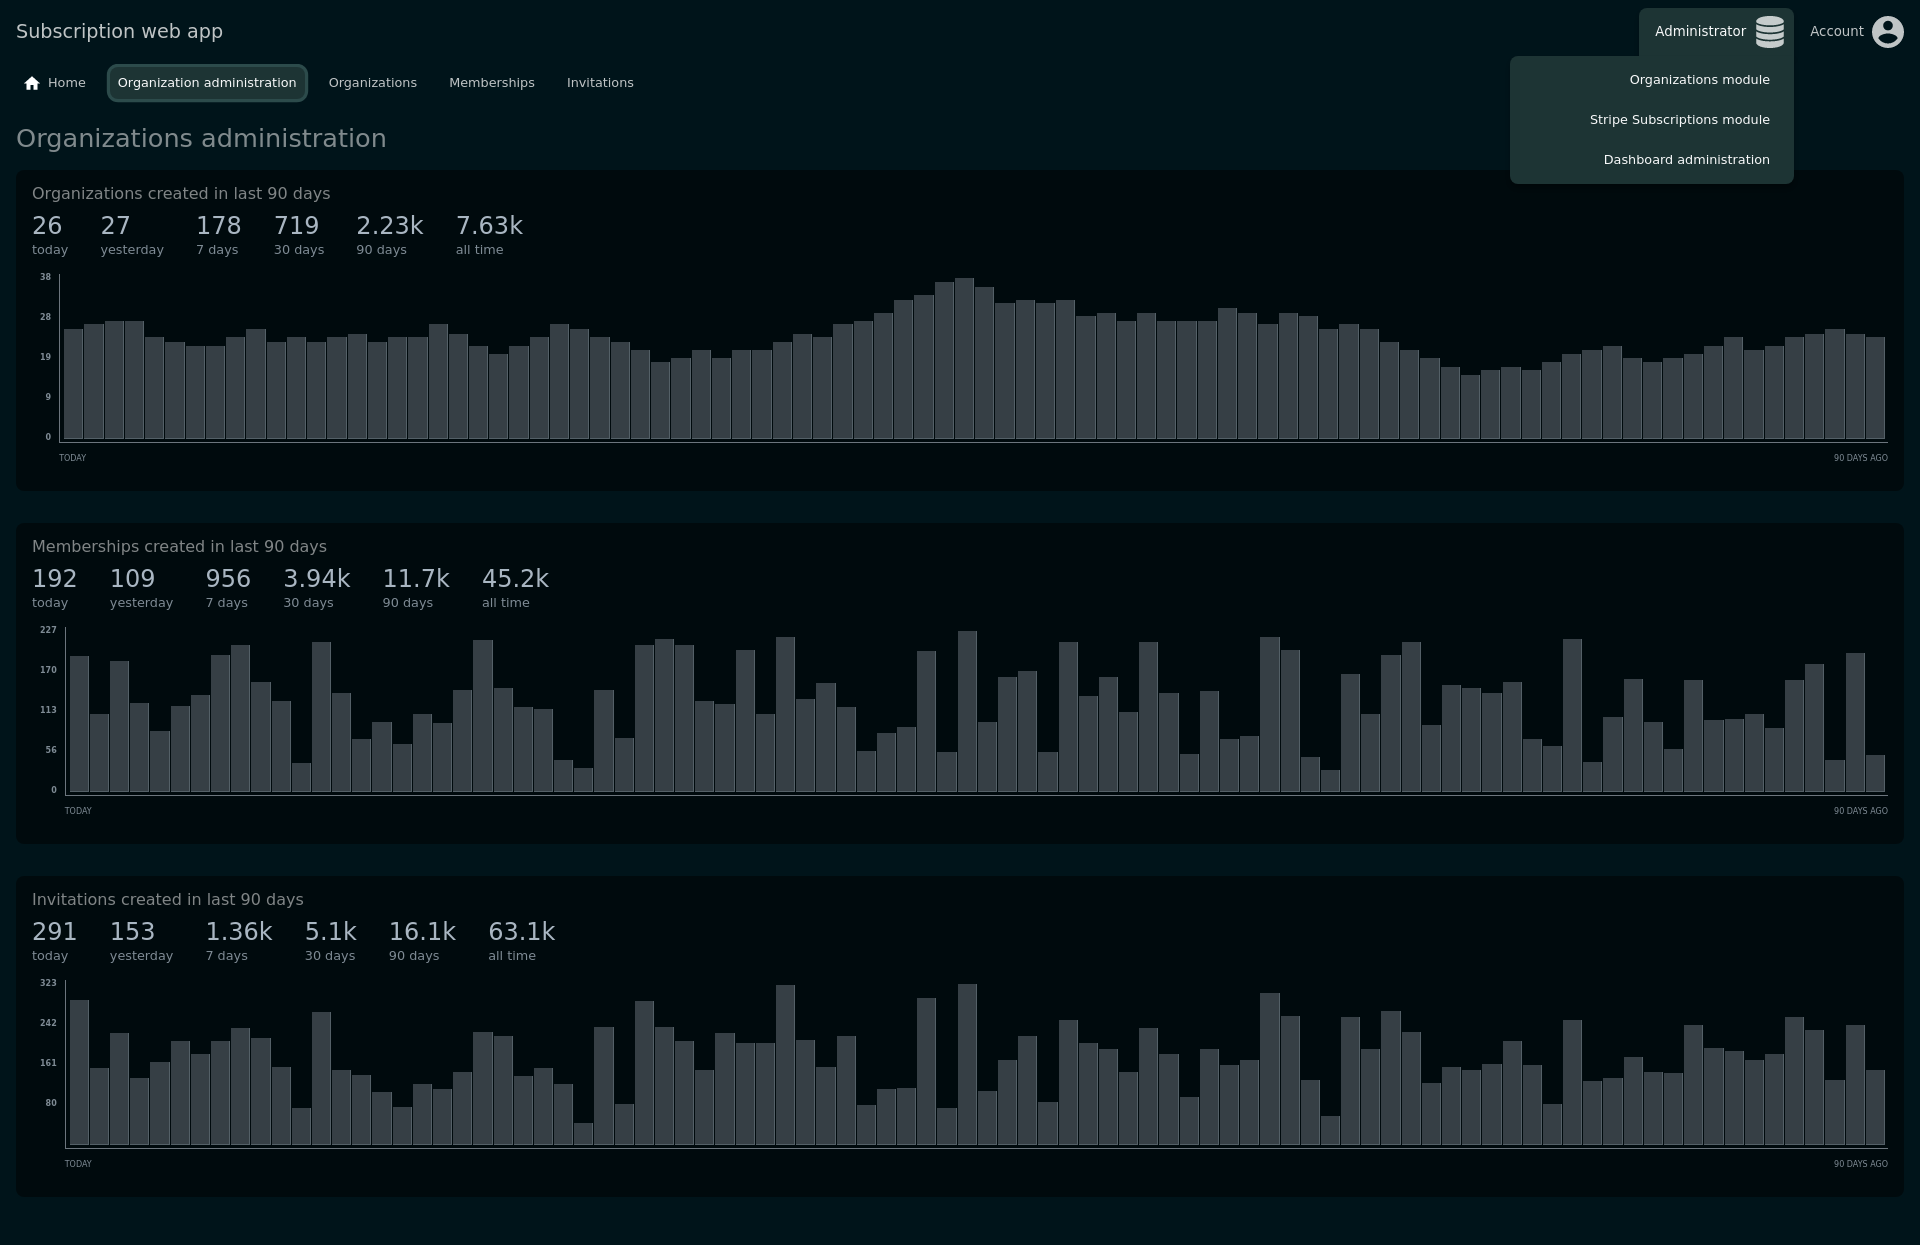 Subscription web app
Administrator
Account
Organizations module
Stripe Subscriptions module
Dashboard administration
Home
Organization administration
Organizations
Memberships
Invitations
Organizations administration
Organizations created in last 90 days
26 27 178 719 2.23k 7.63k
today yesterday 7 days 30 days 90 days all time
38
28
19
9
0
TODAY 90 DAYS AGO
Memberships created in last 90 days
192 109 956 3.94k 11.7k 45.2k
today yesterday 7 days 30 days 90 days all time
227
170
113
56
0
TODAY 90 DAYS AGO
Invitations created in last 90 days
291 153 1.36k 5.1k 16.1k 63.1k
today yesterday 7 days 30 days 90 days all time
323
242
161
80
TODAY 90 DAYS AGO